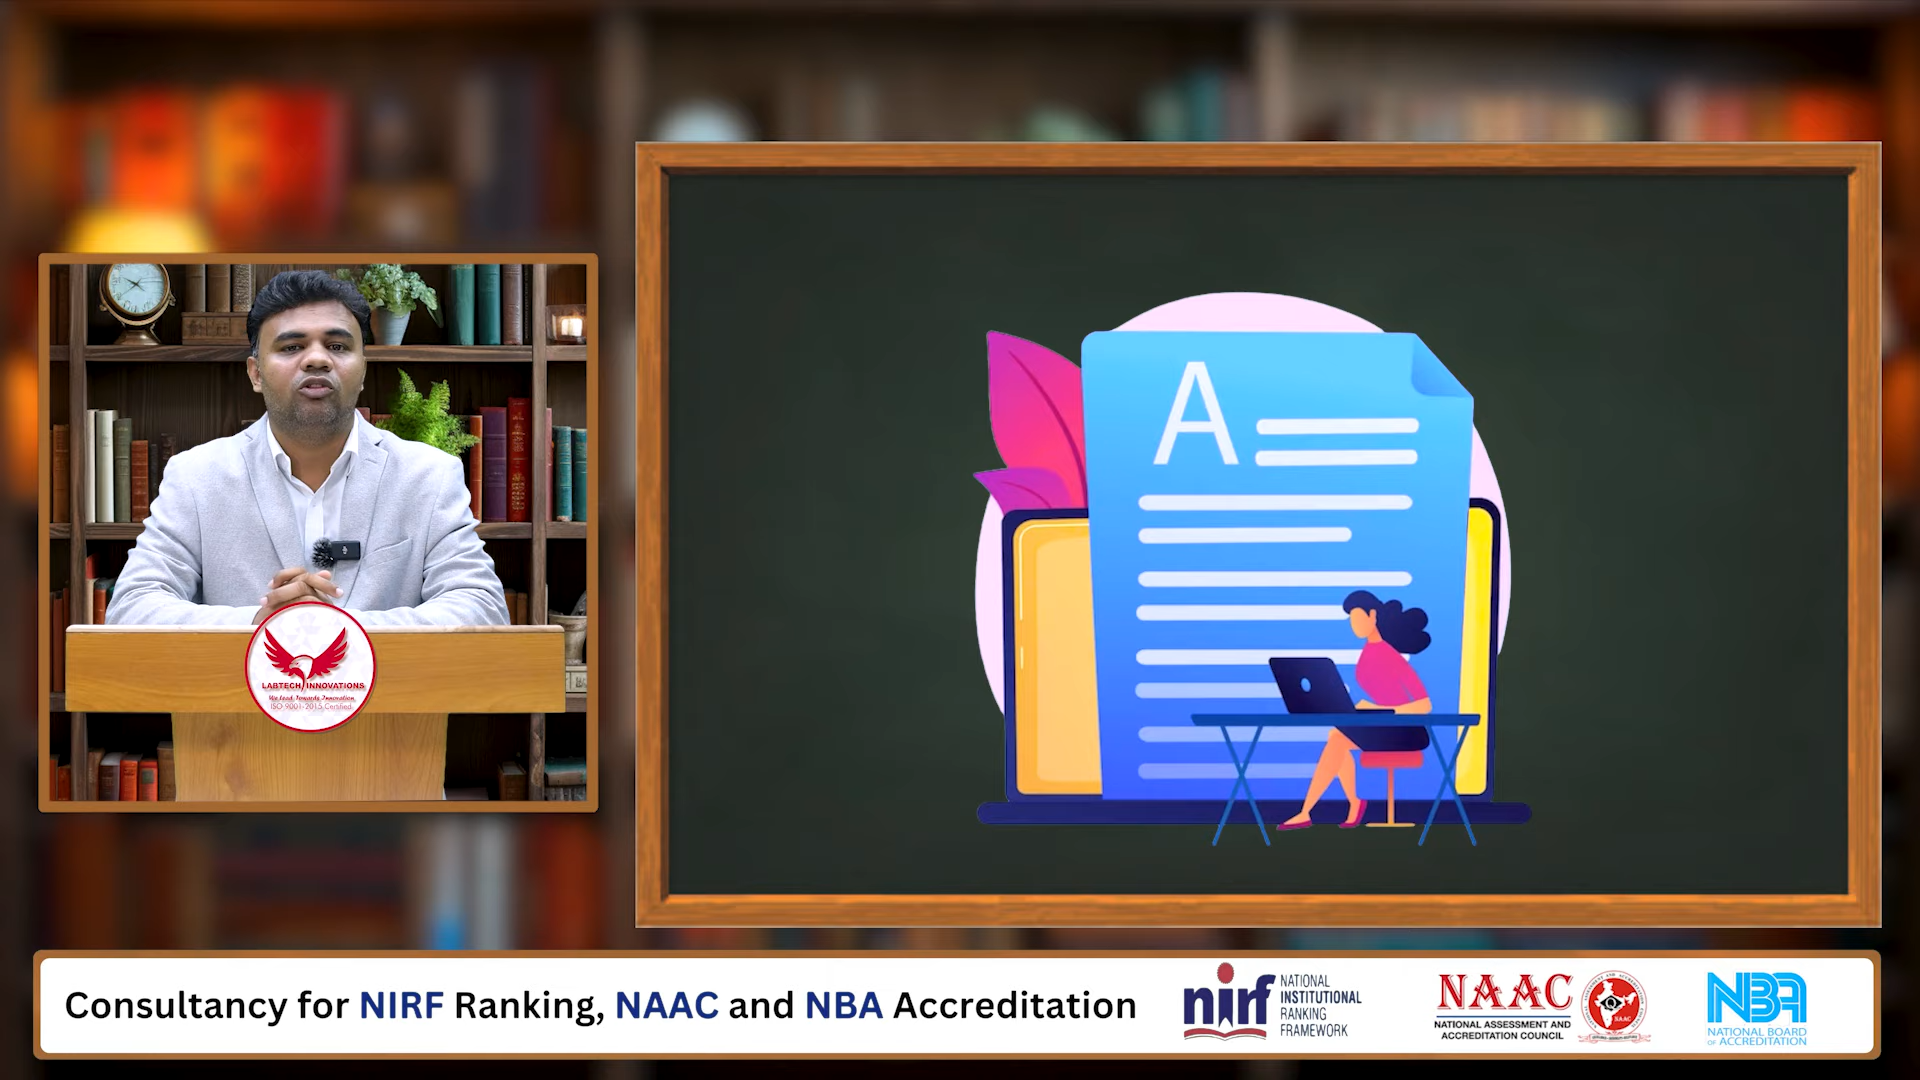 A
LABTECH INNOVATIONS
We Lead Towards Innovation
ISO 9001-2015 Certified
Consultancy for NIRF Ranking, NAAC and NBA Accreditation
nirf
NATIONAL
INSTITUTIONAL
RANKING
FRAMEWORK
NAAC
NATIONAL ASSESSMENT AND
ACCREDITATION COUNCIL
NAAC
NBA
NATIONAL BOARD
OF ACCREDITATION